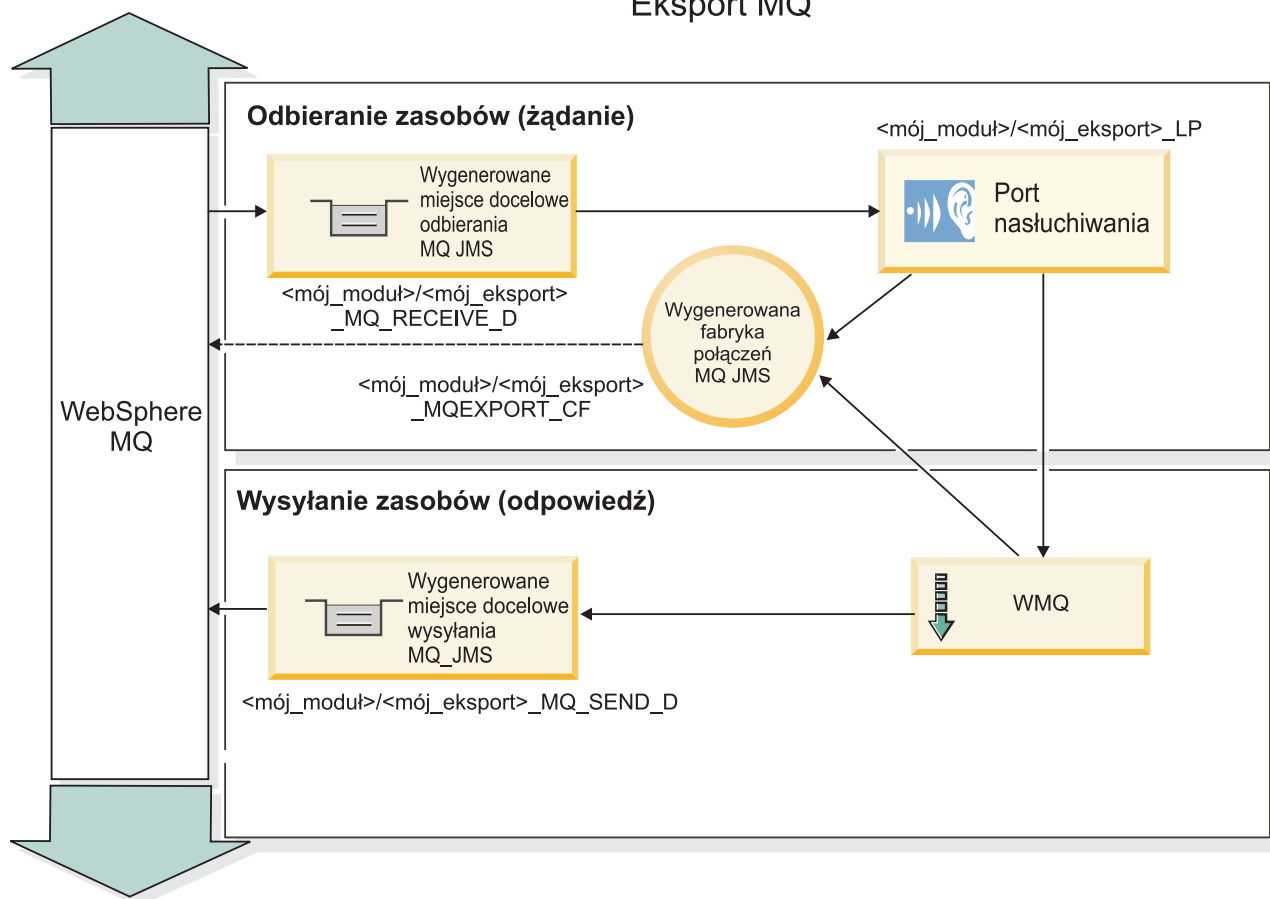 Eksport MQ
Odbieranie zasobów (żądanie)
<mój_moduł>/<mój_eksport>_LP
Wygenerowane
miejsce docelowe
odbierania
MQ JMS
Port
nasłuchiwania
<mój_moduł>/<mój_eksport>
_MQ_RECEIVE_D
Wygenerowana
fabryka
połączeń
MQ JMS
<mój_moduł>/<mój_eksport>
_MQEXPORT_CF
WebSphere
MQ
Wysyłanie zasobów (odpowiedź)
Wygenerowane
miejsce docelowe
wysyłania
MQ_JMS
WMQ
<mój_moduł>/<mój_eksport>_MQ_SEND_D